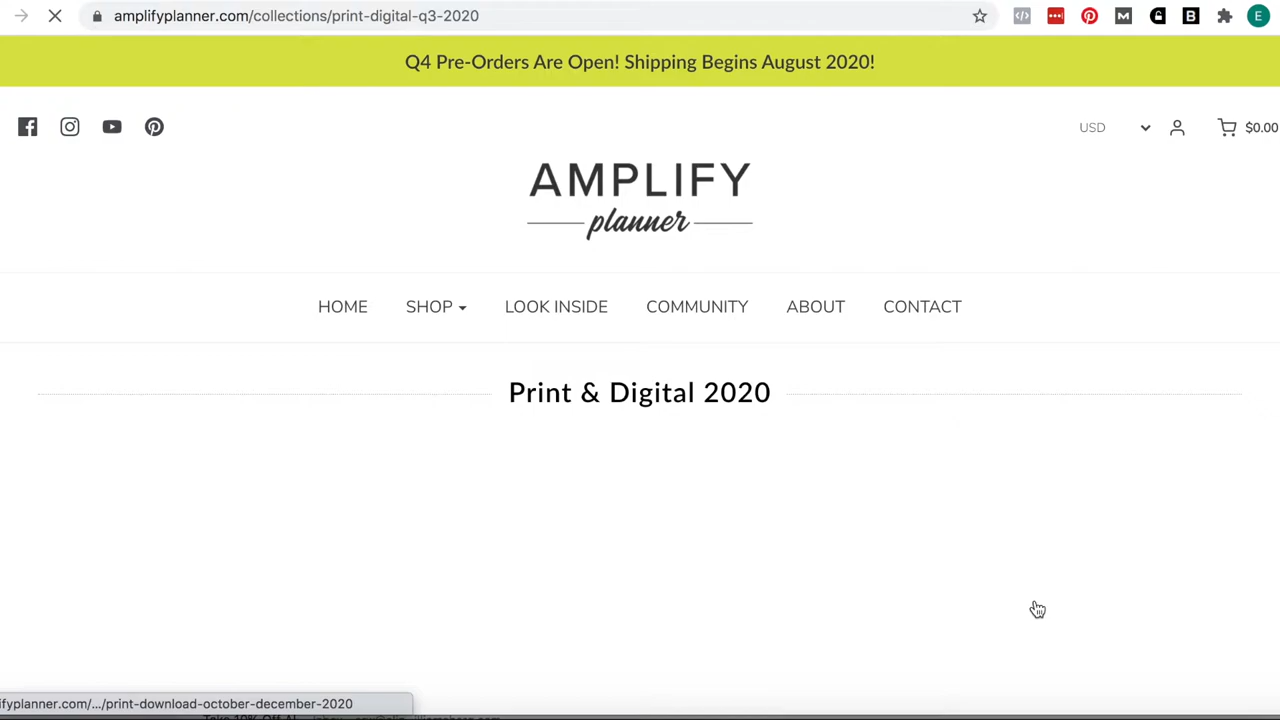 amplifyplanner.com/collections/print-digital-q3-2020
M
B
E
Q4 Pre-Orders Are Open! Shipping Begins August 2020!
USD
$0.00
AMPLIFY
planner
HOME SHOP LOOK INSIDE COMMUNITY ABOUT CONTACT
Print & Digital 2020
ifyplanner.com/.../print-download-october-december-2020